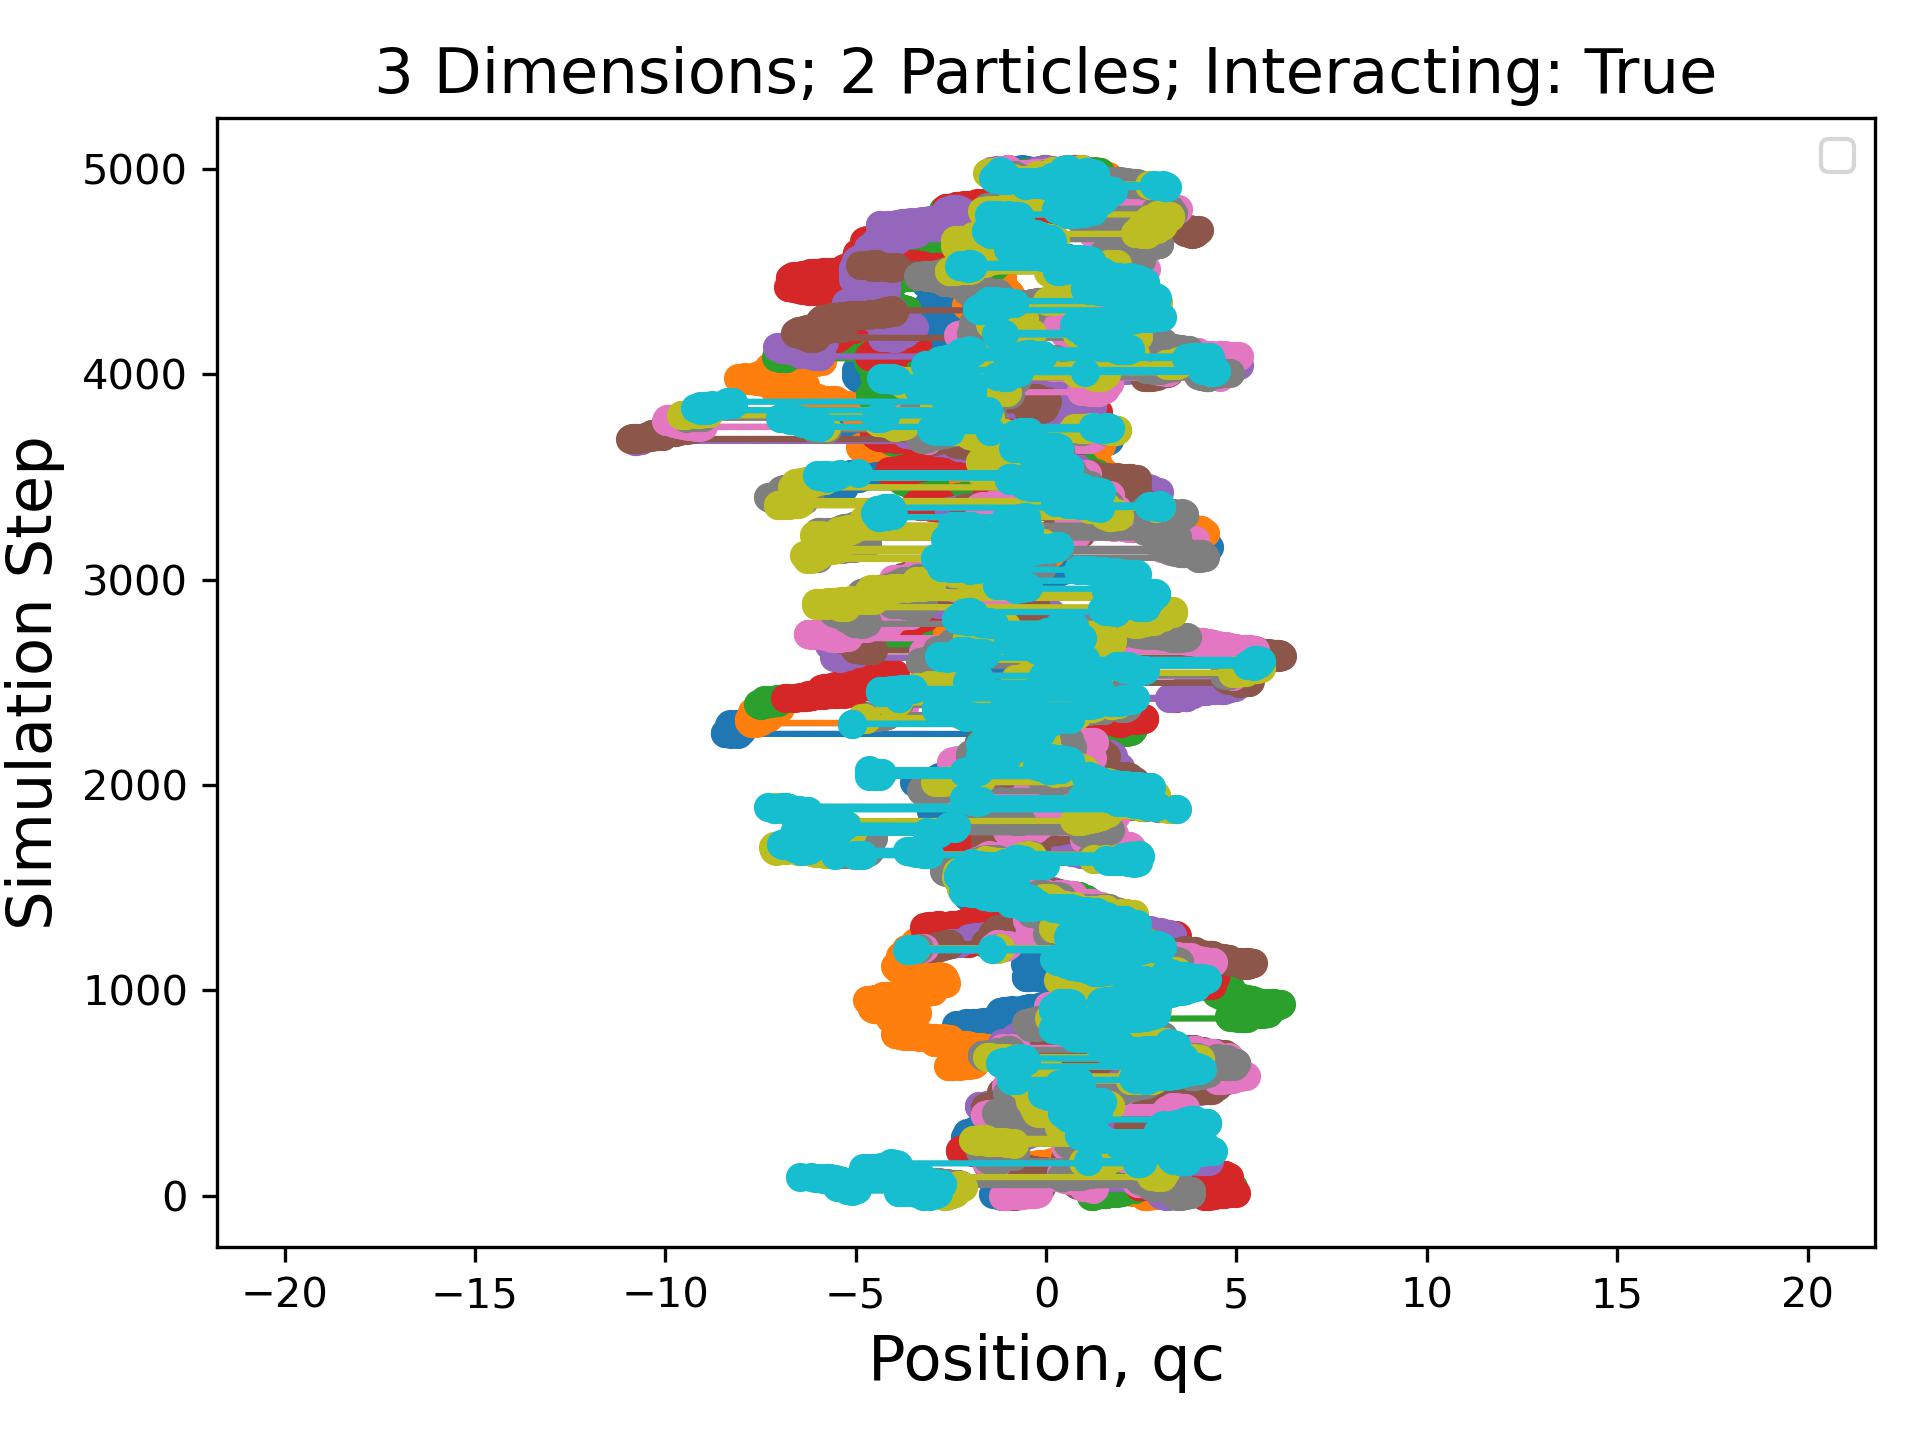 3 Dimensions; 2 Particles; Interacting: True
5000
4000
3000
2000
1000
0
Simulation Step
−20 −15 −10 −5 0 5 10 15 20
Position, qc